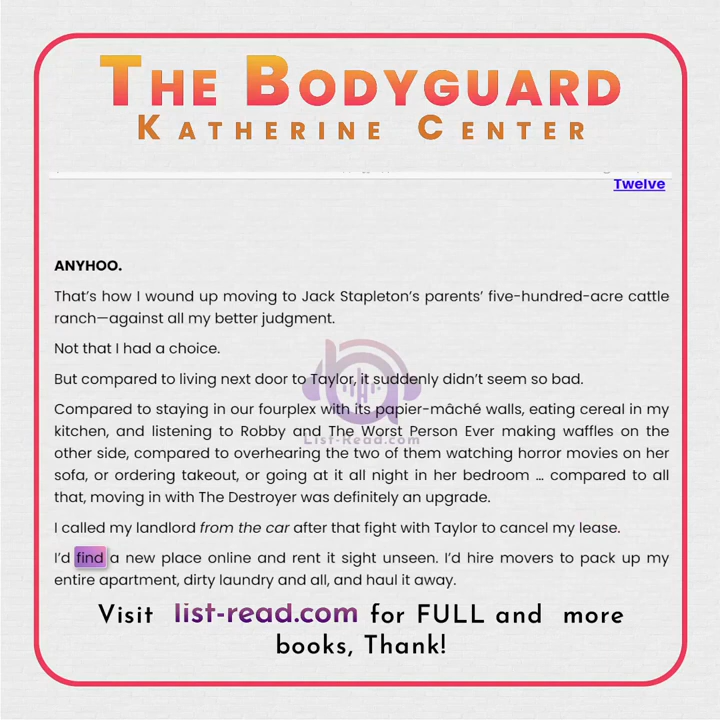 THE BODYGUARD
KATHERINE CENTER
Twelve
ANYHOO.
That’s how I wound up moving to Jack Stapleton’s parents’ five-hundred-acre cattle
ranch—against all my better judgment.
Not that I had a choice.
But compared to living next door to Taylor, it suddenly didn’t seem so bad.
Compared to staying in our fourplex with its papier-mâché walls, eating cereal in my
kitchen, and listening to Robby and The Worst Person Ever making waffles on the
List-Read.com
other side, compared to overhearing the two of them watching horror movies on her
sofa, or ordering takeout, or going at it all night in her bedroom … compared to all
that, moving in with The Destroyer was definitely an upgrade.
I called my landlord from the car after that fight with Taylor to cancel my lease.
I’d find a new place online and rent it sight unseen. I’d hire movers to pack up my
entire apartment, dirty laundry and all, and haul it away.
Visit list-read.com for FULL and more
books, Thank!